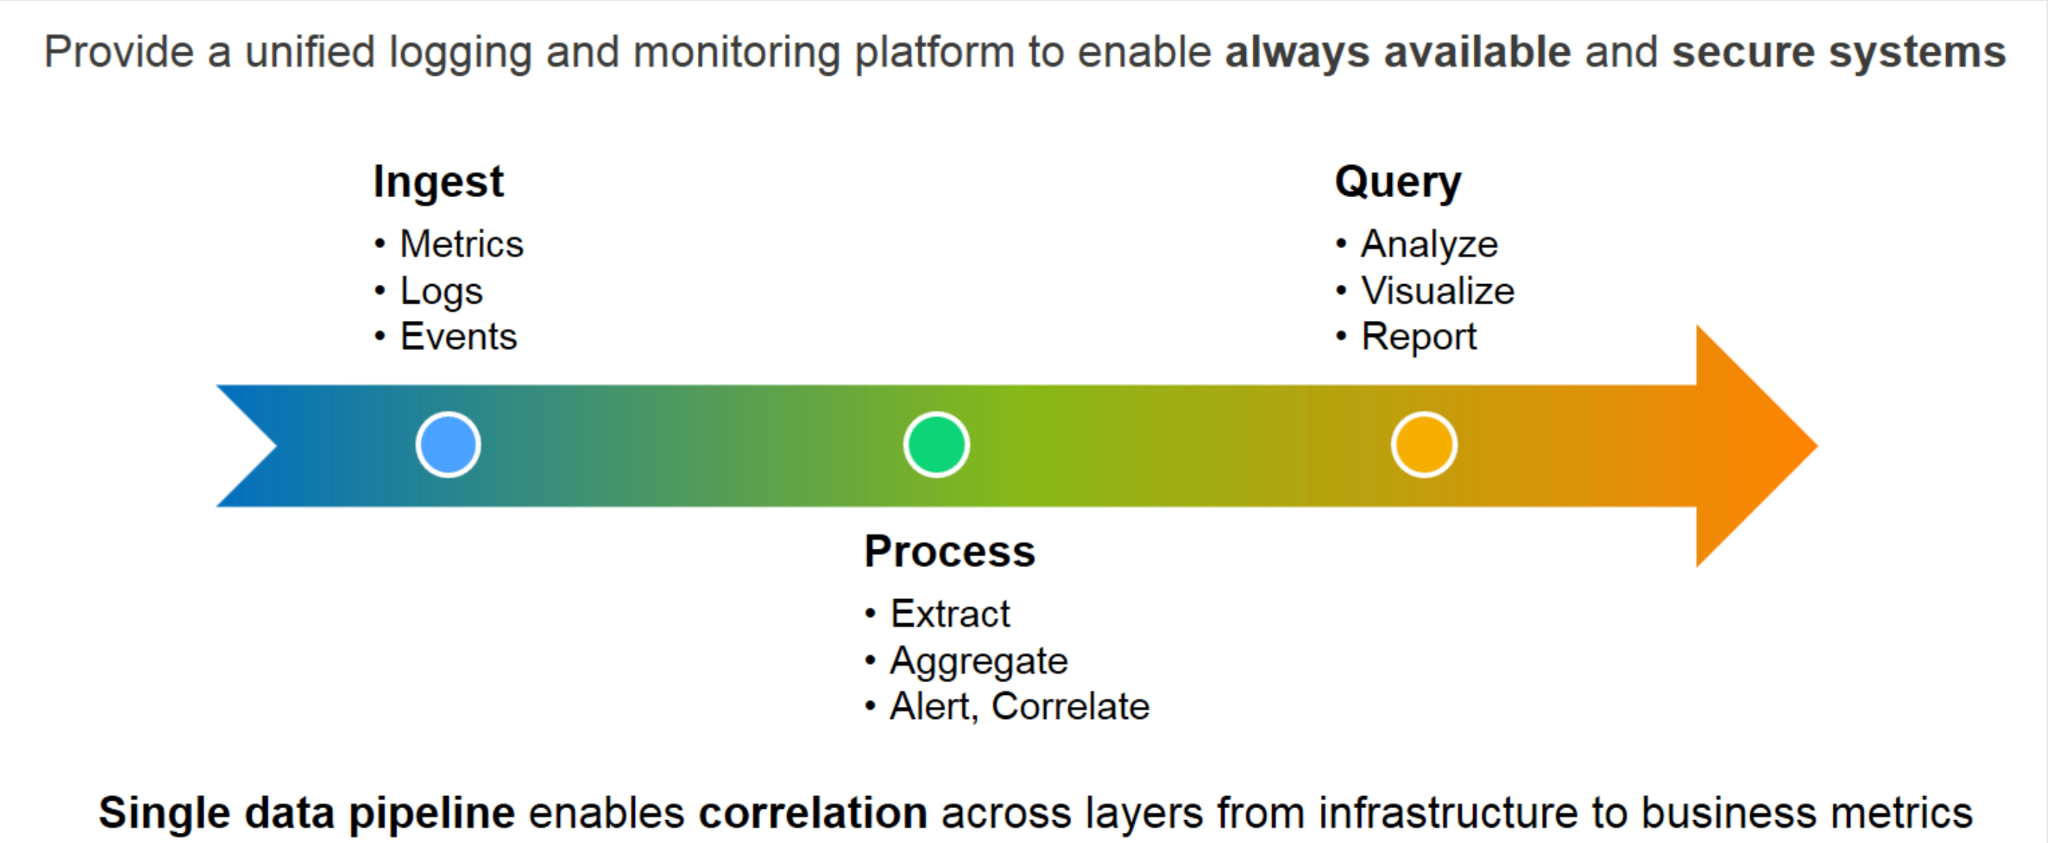 Provide a unified logging and monitoring platform to enable always available and secure systems
Ingest
• Metrics
• Logs
• Events
Query
• Analyze
• Visualize
• Report
Process
• Extract
• Aggregate
• Alert, Correlate
Single data pipeline enables correlation across layers from infrastructure to business metrics